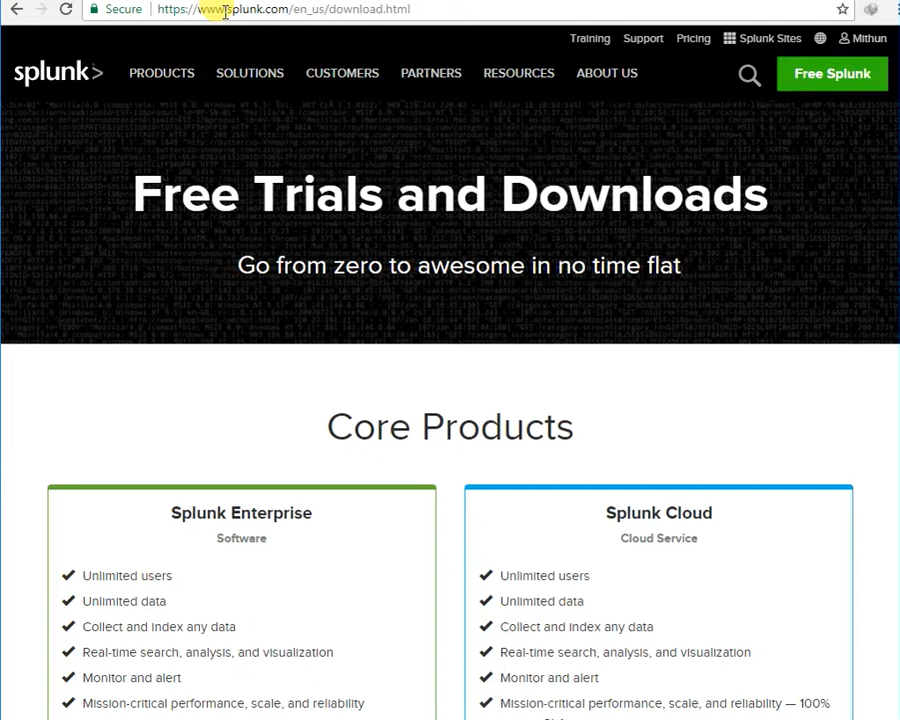 Secure https://www.splunk.com/en_us/download.html
Training Support Pricing Splunk Sites Mithun
splunk> PRODUCTS SOLUTIONS CUSTOMERS PARTNERS RESOURCES ABOUT US Free Splunk
Free Trials and Downloads
Go from zero to awesome in no time flat
Core Products
Splunk Enterprise
Software
Unlimited users
Unlimited data
Collect and index any data
Real-time search, analysis, and visualization
Monitor and alert
Mission-critical performance, scale, and reliability
Splunk Cloud
Cloud Service
Unlimited users
Unlimited data
Collect and index any data
Real-time search, analysis, and visualization
Monitor and alert
Mission-critical performance, scale, and reliability — 100%